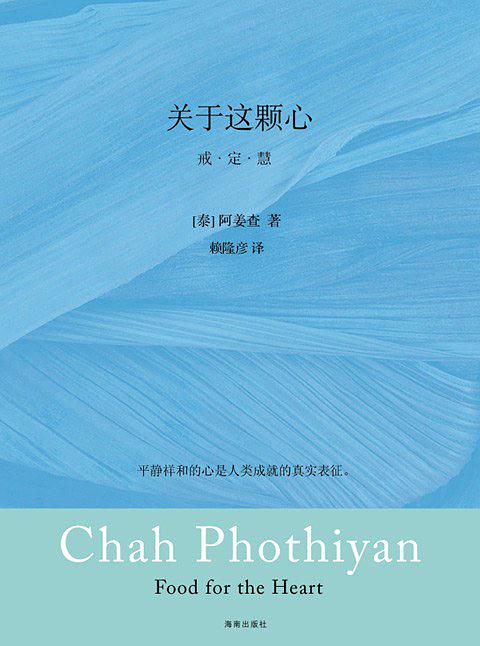 关于这颗心
戒·定·慧
[泰] 阿姜查 著
赖隆彦 译
平静祥和的心是人类成就的真实表征。
Chah Phothiyan
Food for the Heart
海南出版社